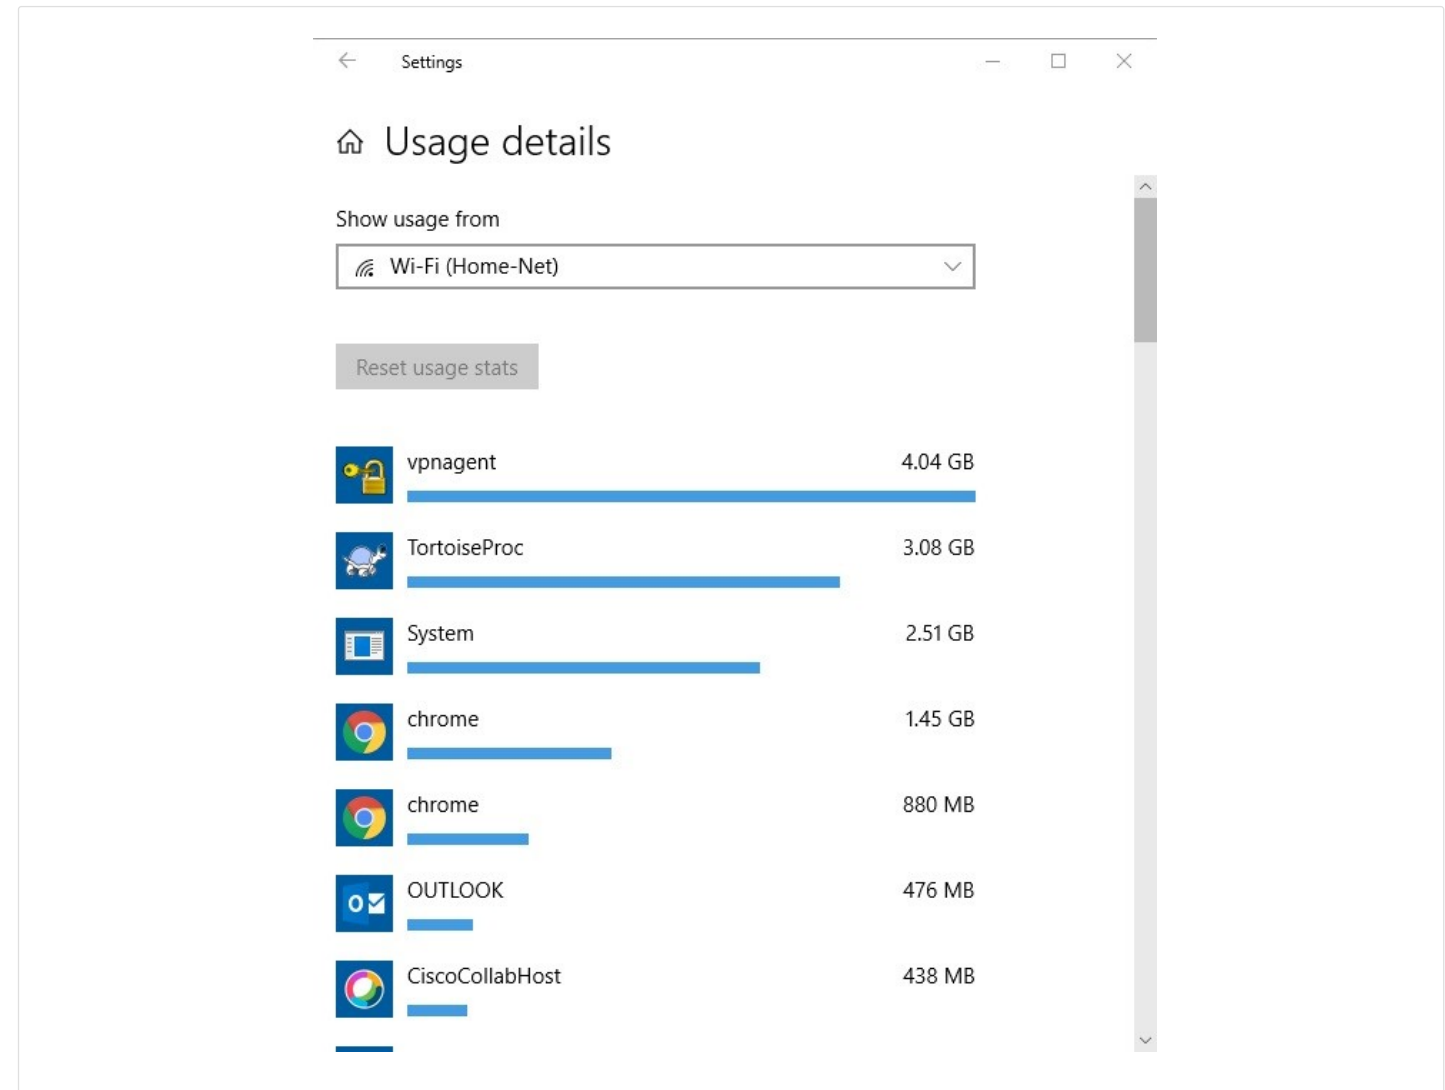 Settings
Usage details
Show usage from
Wi-Fi (Home-Net)
Reset usage stats
vpnagent 4.04 GB
TortoiseProc 3.08 GB
System 2.51 GB
chrome 1.45 GB
chrome 880 MB
OUTLOOK 476 MB
CiscoCollabHost 438 MB